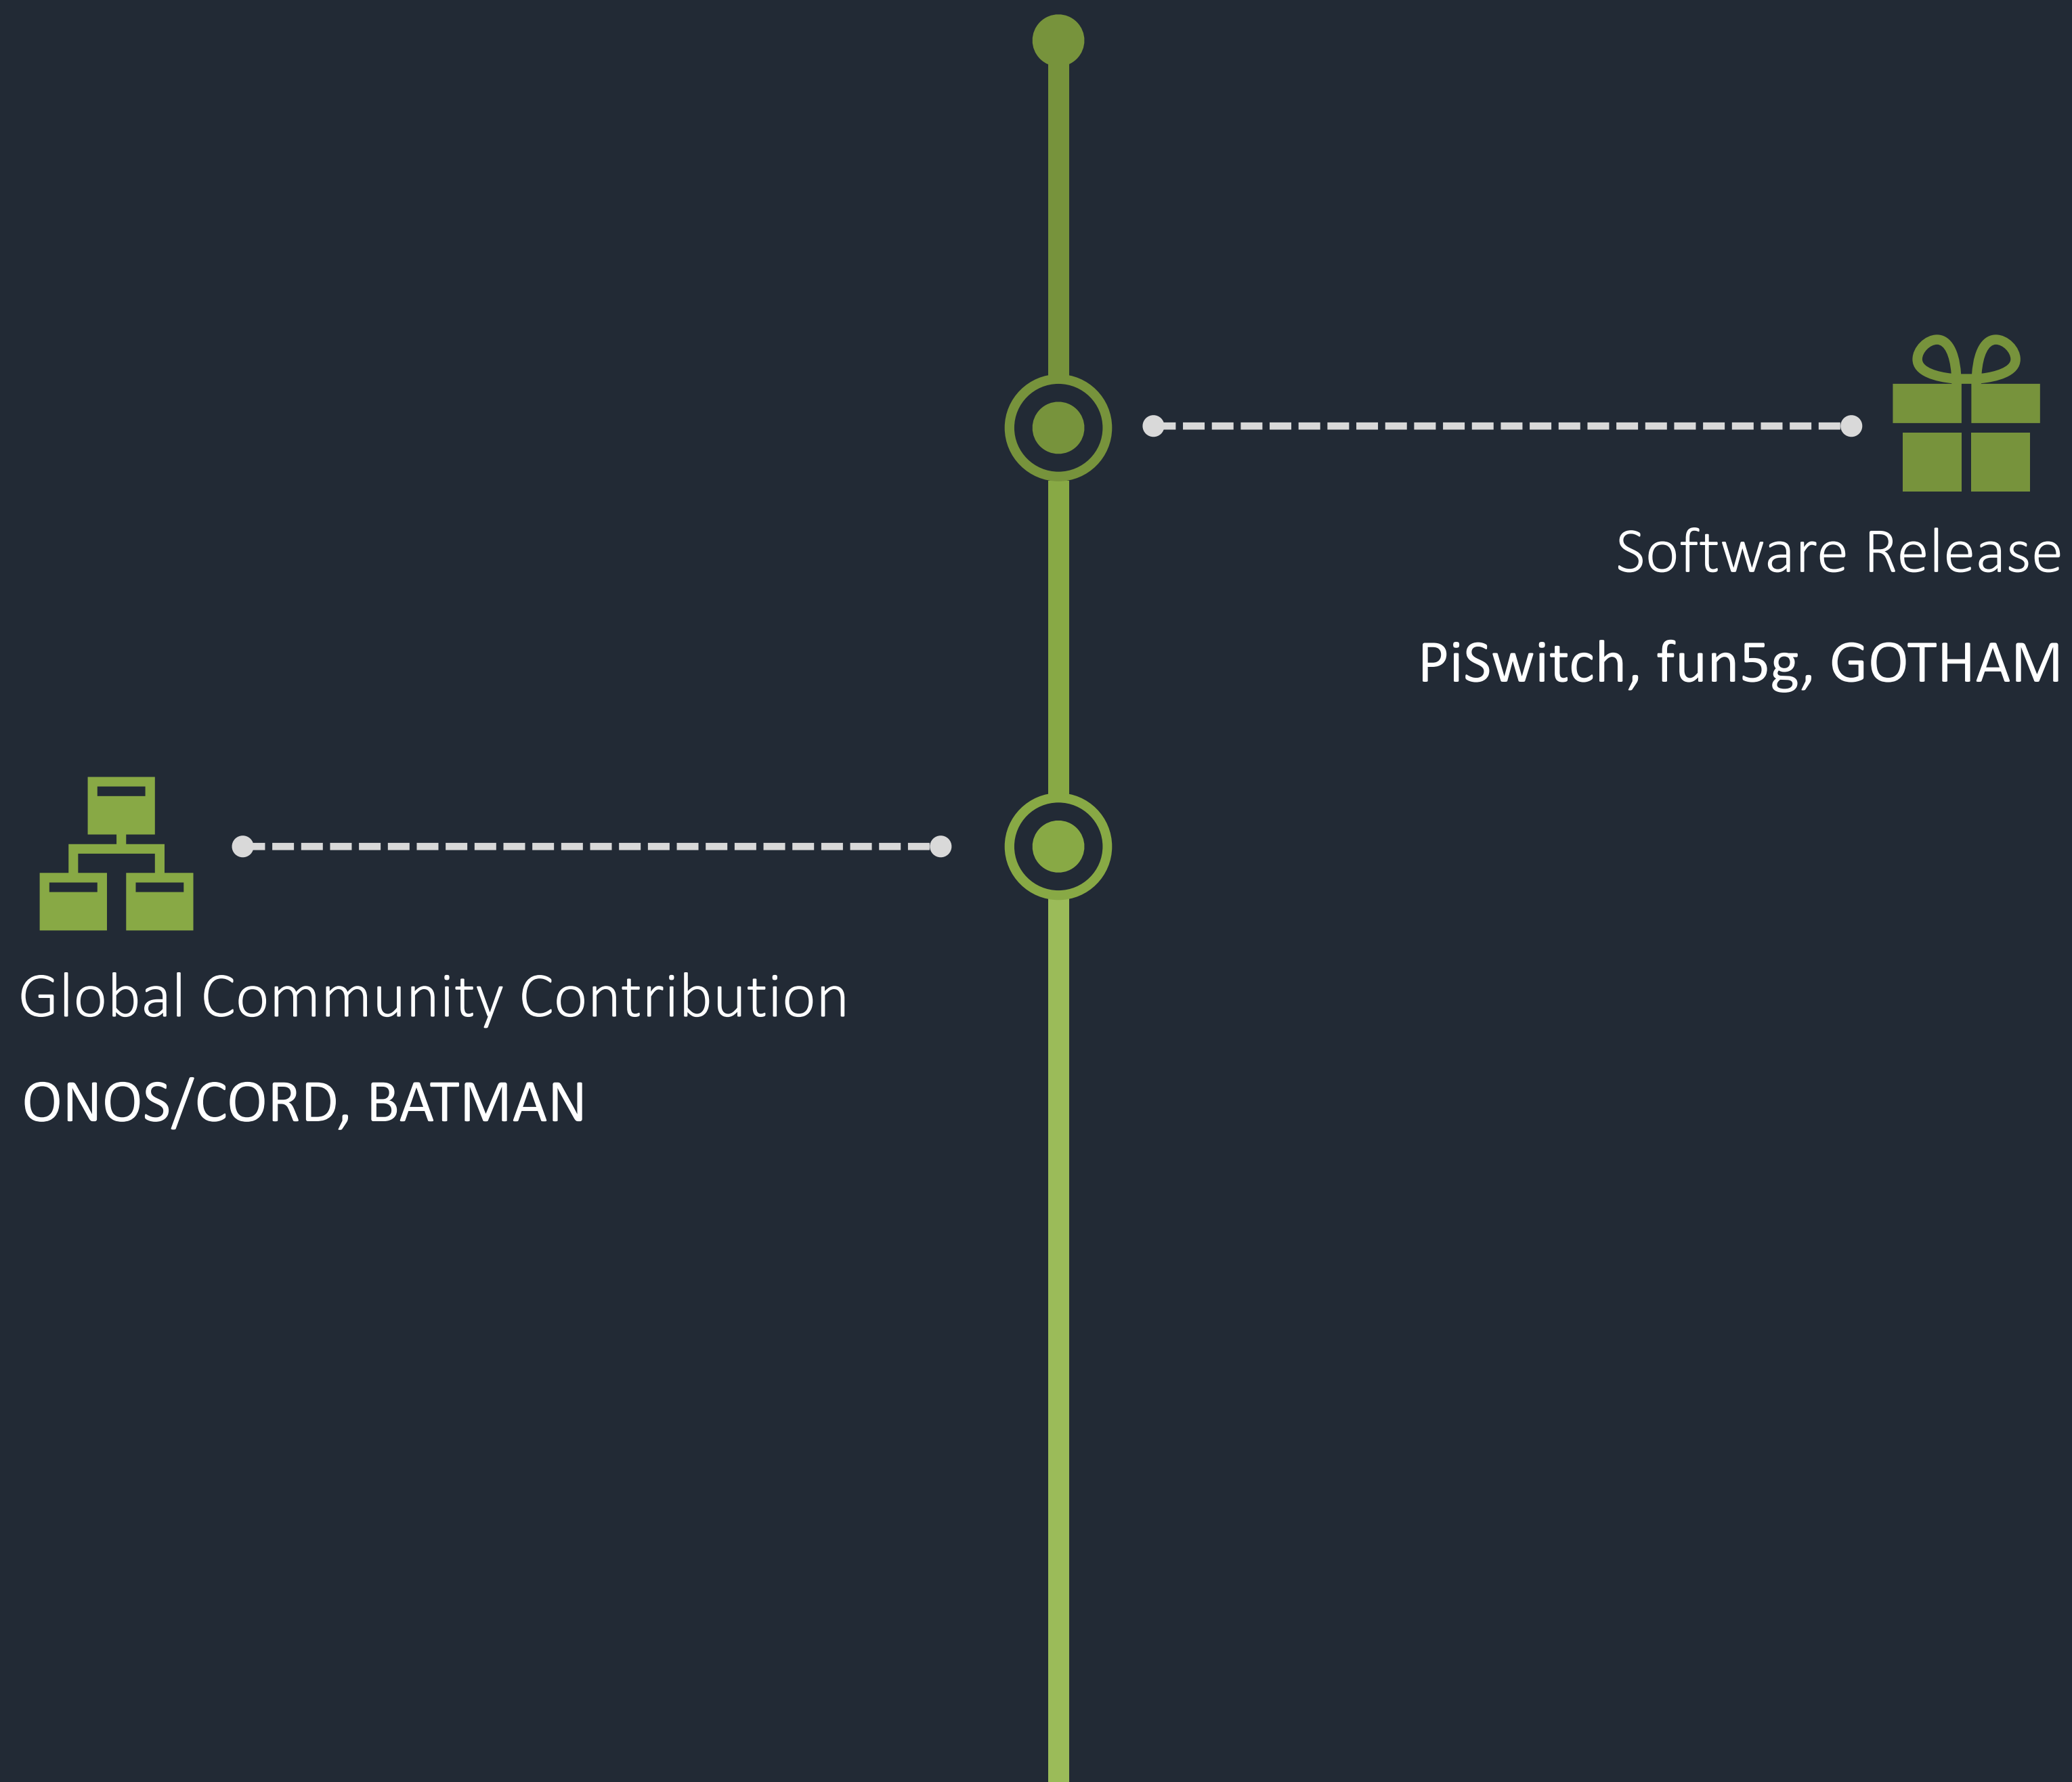 Software Release
PiSwitch, fun5g, GOTHAM
Global Community Contribution
ONOS/CORD, BATMAN